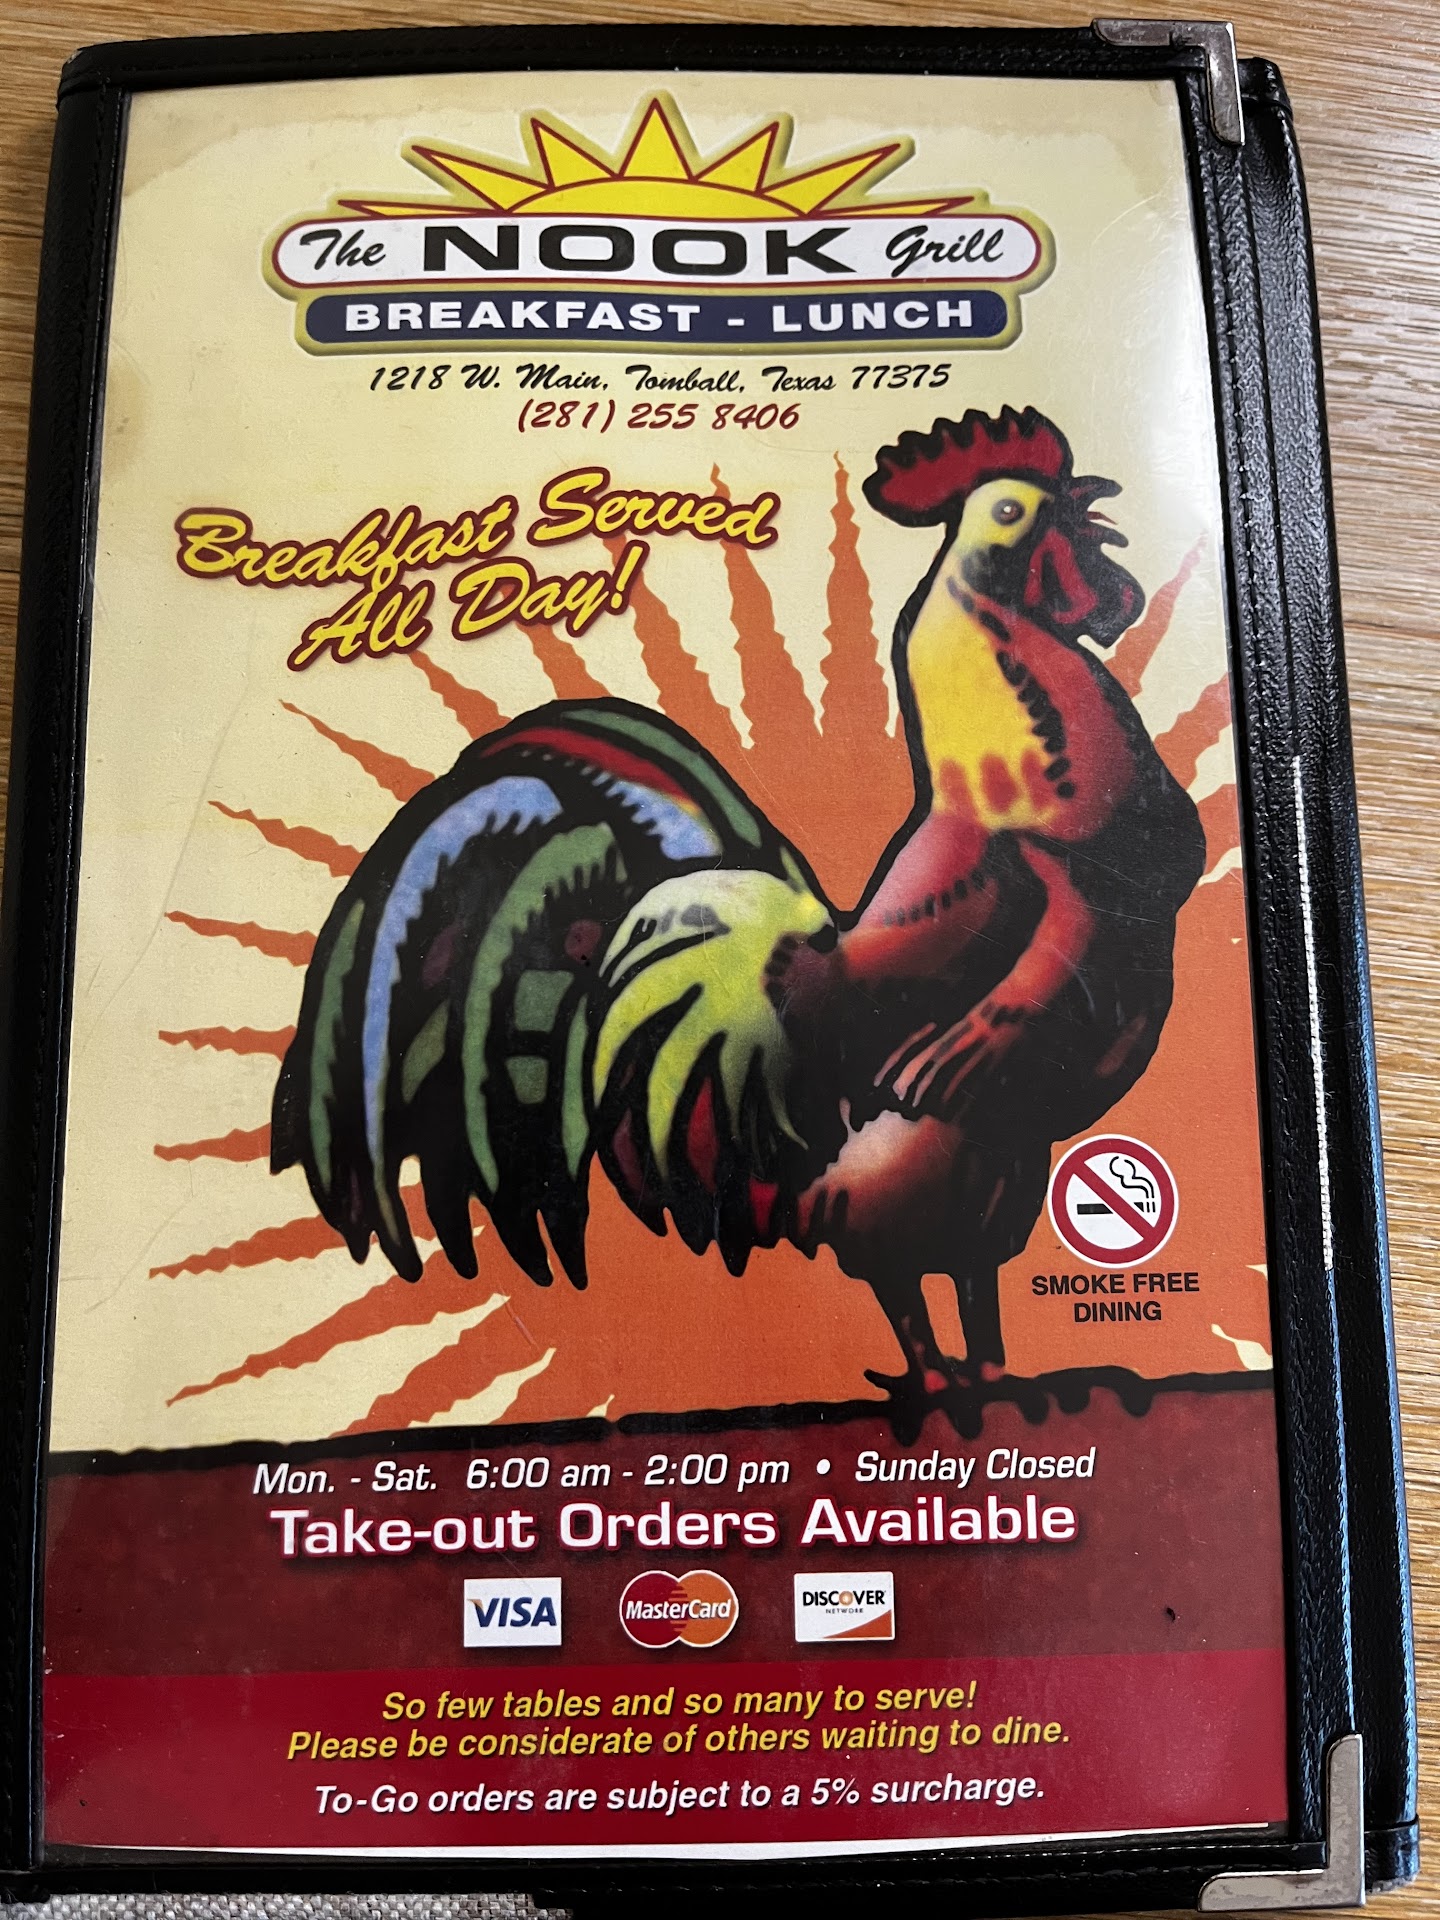 The NOOK Grill
BREAKFAST - LUNCH
1218 W. Main, Tomball, Texas 77375
(281) 255 8406
Breakfast Served
All Day!
SMOKE FREE
DINING
Mon. - Sat. 6:00 am - 2:00 pm • Sunday Closed
Take-out Orders Available
VISA MasterCard DISCOVER
NETWORK
So few tables and so many to serve!
Please be considerate of others waiting to dine.
To-Go orders are subject to a 5% surcharge.